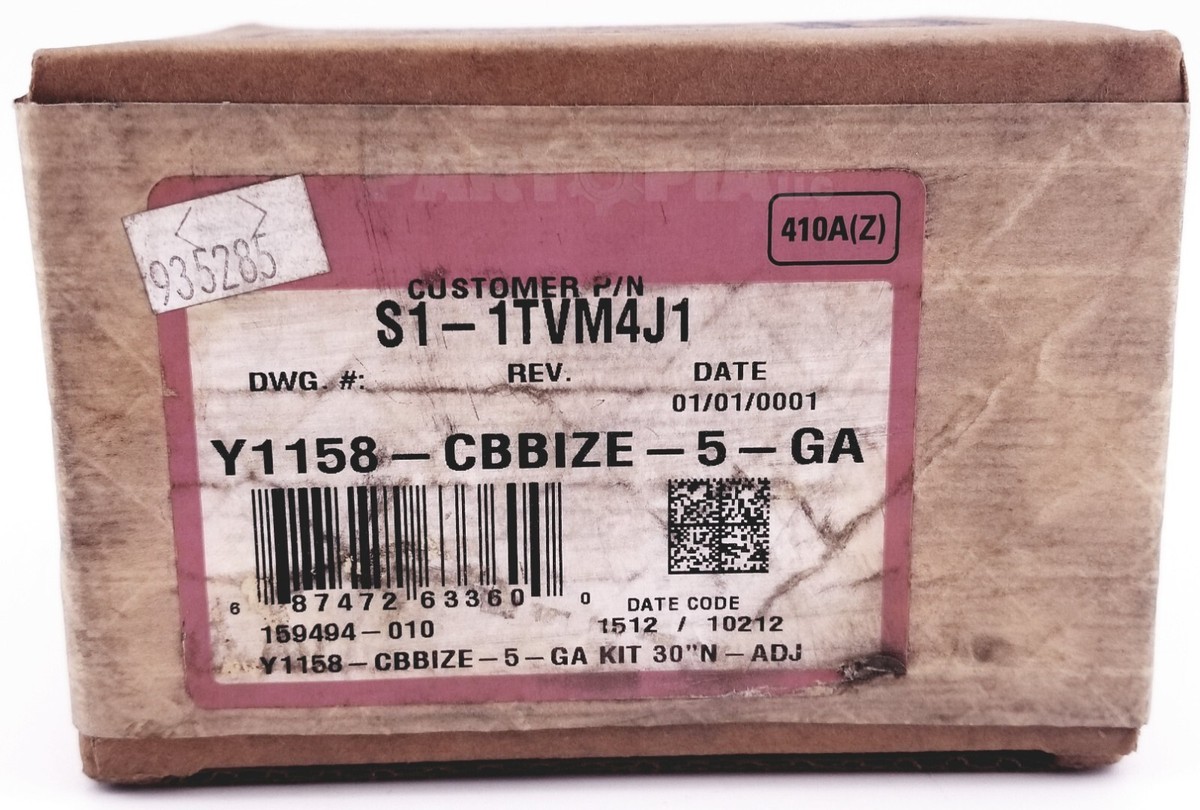 PARTOPIA
410A(Z)
935285
CUSTOMER P/N
S1-1TVM4J1
DWG. #: REV. DATE
01/01/0001
Y1158-CBBIZE-5-GA
6 87472 63360 0
DATE CODE
159494-010 1512 / 10212
Y1158-CBBIZE-5-GA KIT 30"N-ADJ